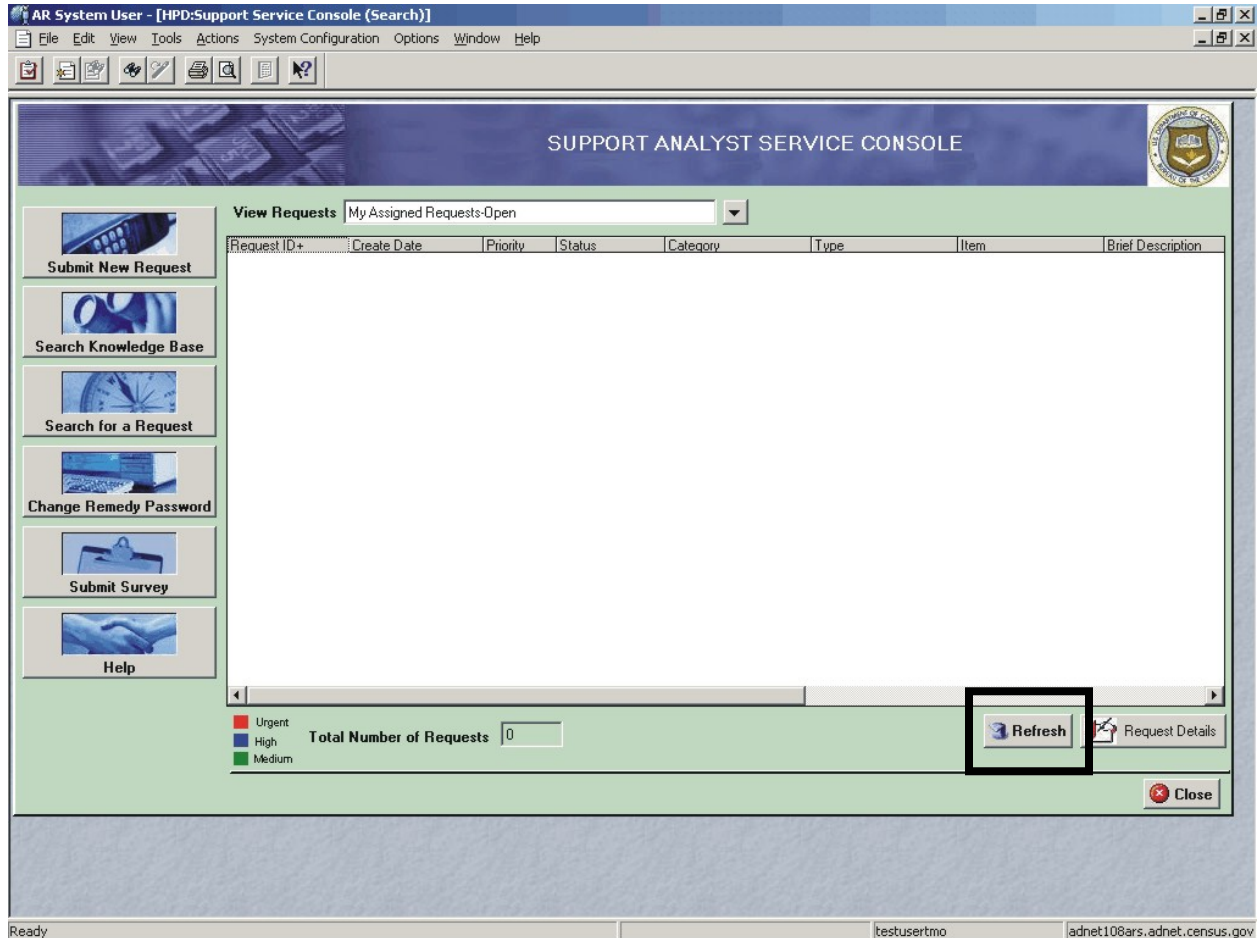 AR System User - [HPD:Support Service Console (Search)]
File Edit View Tools Actions System Configuration Options Window Help
SUPPORT ANALYST SERVICE CONSOLE
View Requests My Assigned Requests-Open
Request ID+ Create Date Priority Status Category Type Item Brief Description
Submit New Request
Search Knowledge Base
Search for a Request
Change Remedy Password
Submit Survey
Help
Urgent
High
Medium
Total Number of Requests 0
Refresh
Request Details
Close
Ready testusertmo adnet108ars.adnet.census.gov